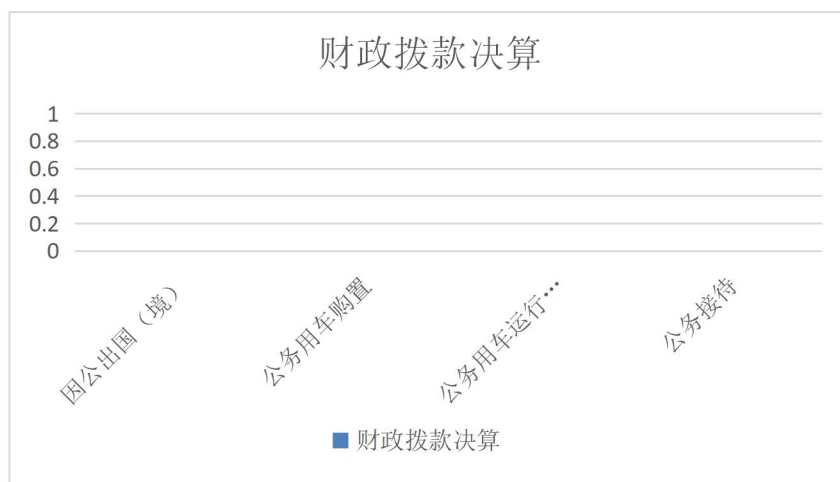 财政拨款决算
1
0.8
0.6
0.4
0.2
0
因公出国（境）
公务用车购置
公务用车运行…
公务接待
财政拨款决算